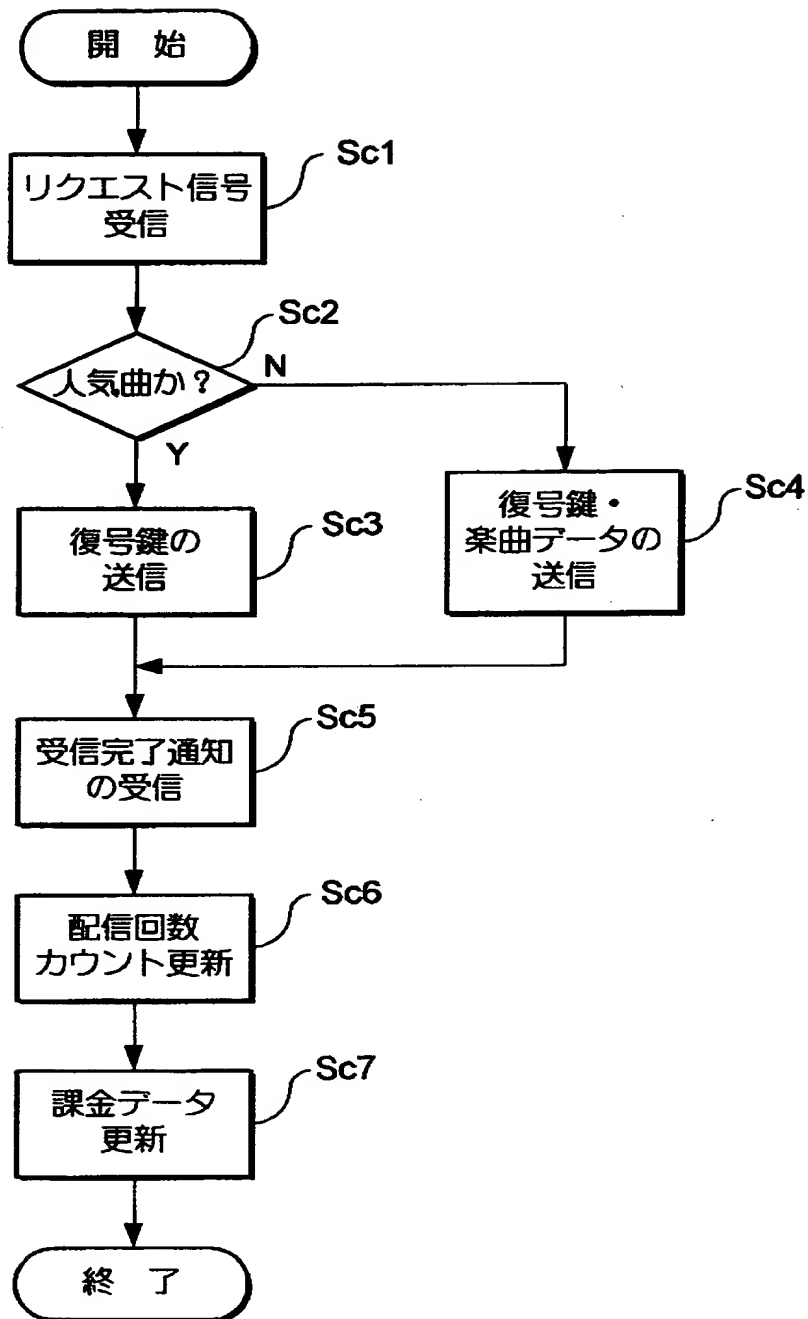 開 始
Sc1
リクエスト信号
受信
Sc2
人気曲か？
N
Y
Sc3
復号鍵の
送信
Sc4
復号鍵・
楽曲データの
送信
Sc5
受信完了通知
の受信
Sc6
配信回数
カウント更新
Sc7
課金データ
更新
終 了